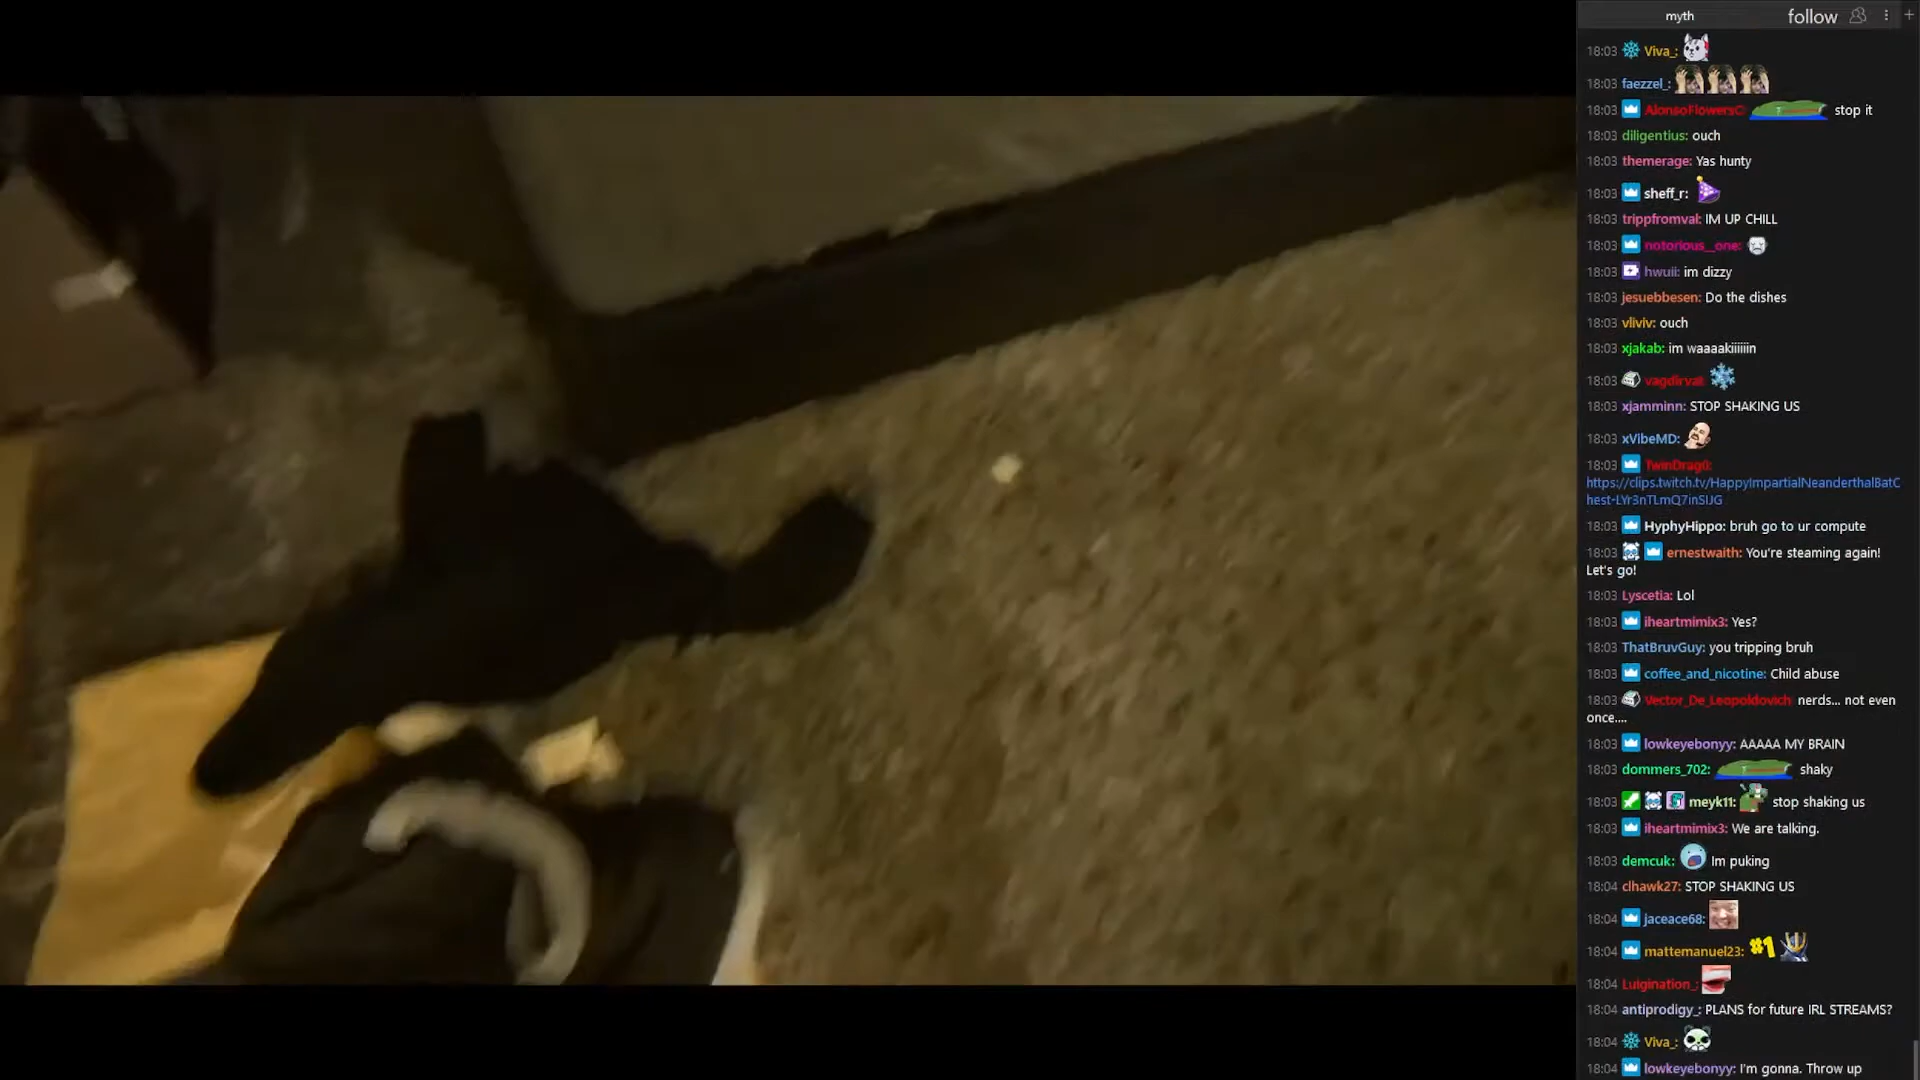 myth follow
18:03 Viva_:
18:03 faezzel_:
18:03 AlonsoFlowersC: stop it
18:03 diligentius: ouch
18:03 themerage: Yas hunty
18:03 sheff_r:
18:03 trippfromval: IM UP CHILL
18:03 notorious__one:
18:03 hwuii: im dizzy
18:03 jesuebbesen: Do the dishes
18:03 vliviv: ouch
18:03 xjakab: im waaaakiiiiiin
18:03 vagdirvat:
18:03 xjamminn: STOP SHAKING US
18:03 xVibeMD:
18:03 TwinDrag0:
https://clips.twitch.tv/HappyImpartialNeanderthalBatC
hest-LYr3nTLmQ7inSIJG
18:03 HyphyHippo: bruh go to ur compute
18:03 ernestwaith: You're steaming again!
Let's go!
18:03 Lyscetia: Lol
18:03 iheartmimix3: Yes?
18:03 ThatBruvGuy: you tripping bruh
18:03 coffee_and_nicotine: Child abuse
18:03 Vector_De_Leopoldovich nerds... not even
once....
18:03 lowkeyebonyy: AAAAA MY BRAIN
18:03 dommers_702: shaky
18:03 meyk11: stop shaking us
18:03 iheartmimix3: We are talking.
18:03 demcuk: Im puking
18:04 clhawk27: STOP SHAKING US
18:04 jaceace68:
18:04 mattemanuel23: #1
18:04 Luigination_:
18:04 antiprodigy_: PLANS for future IRL STREAMS?
18:04 Viva_:
18:04 lowkeyebonyy: I'm gonna. Throw up